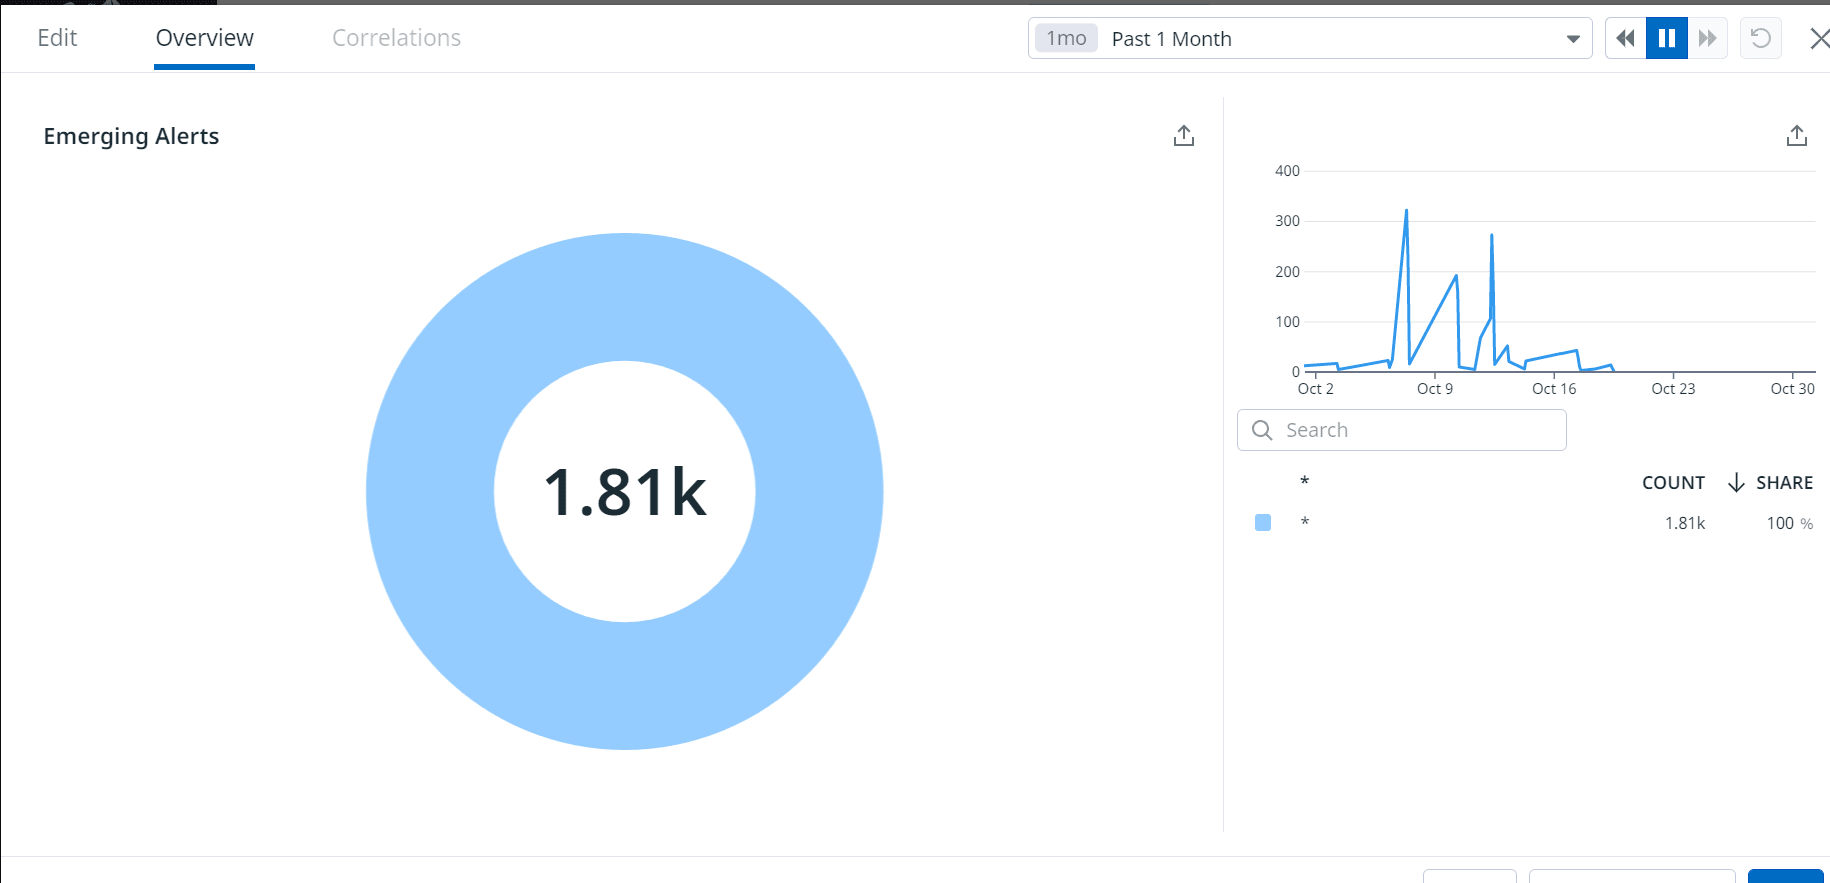 Edit Overview Correlations 1mo Past 1 Month
Emerging Alerts
1.81k
400
300
200
100
0
Oct 2 Oct 9 Oct 16 Oct 23 Oct 30
Search
* COUNT SHARE
* 1.81k 100 %